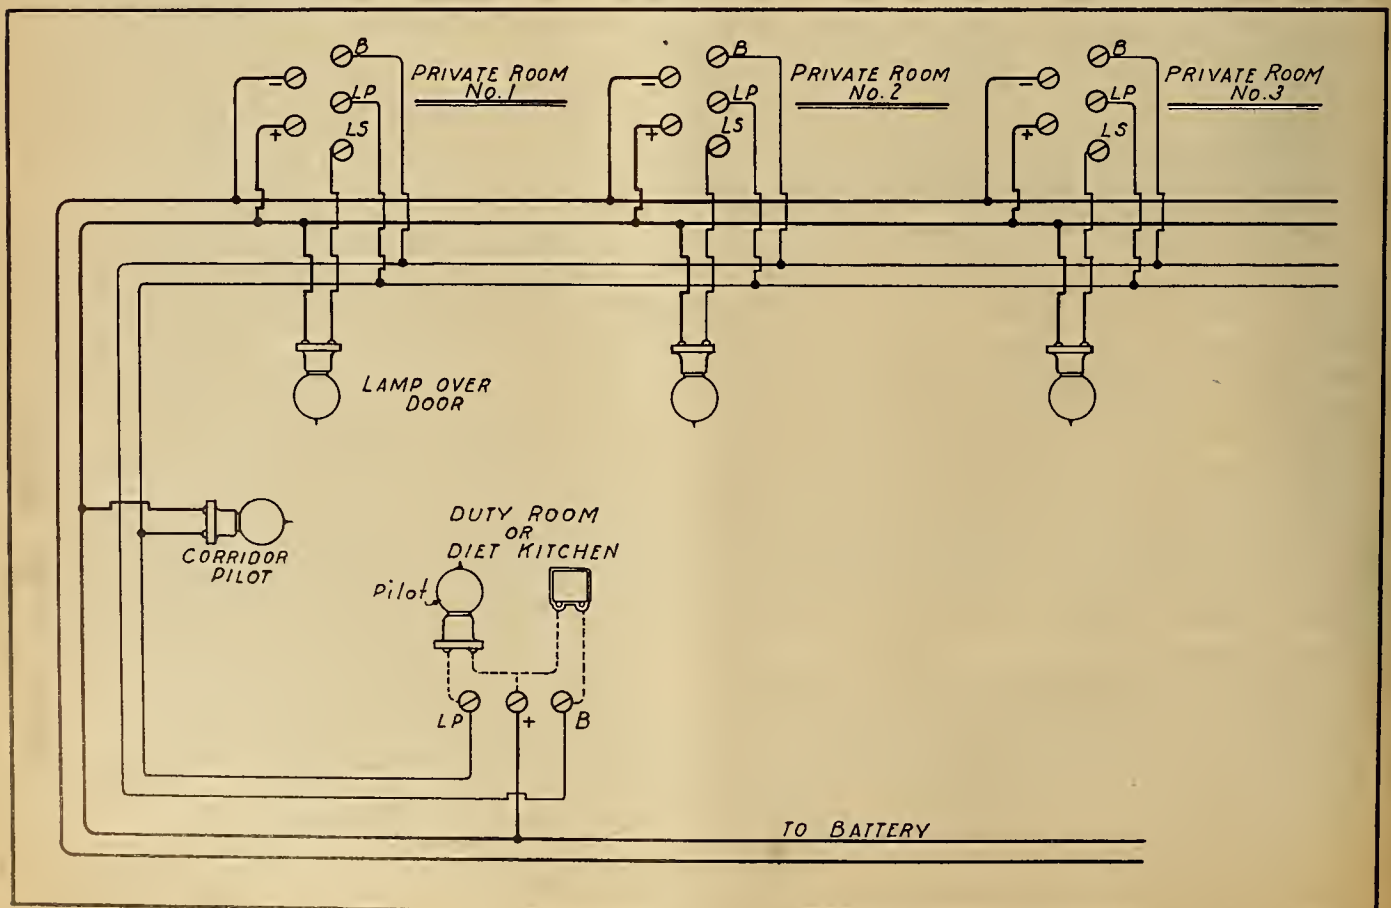 B
PRIVATE ROOM
No. 1
−
LP
+
LS
B
PRIVATE ROOM
No. 2
−
LP
+
LS
B
PRIVATE ROOM
No. 3
−
LP
+
LS
LAMP OVER
DOOR
CORRIDOR
PILOT
DUTY ROOM
OR
DIET KITCHEN
Pilot
LP
+
B
TO BATTERY